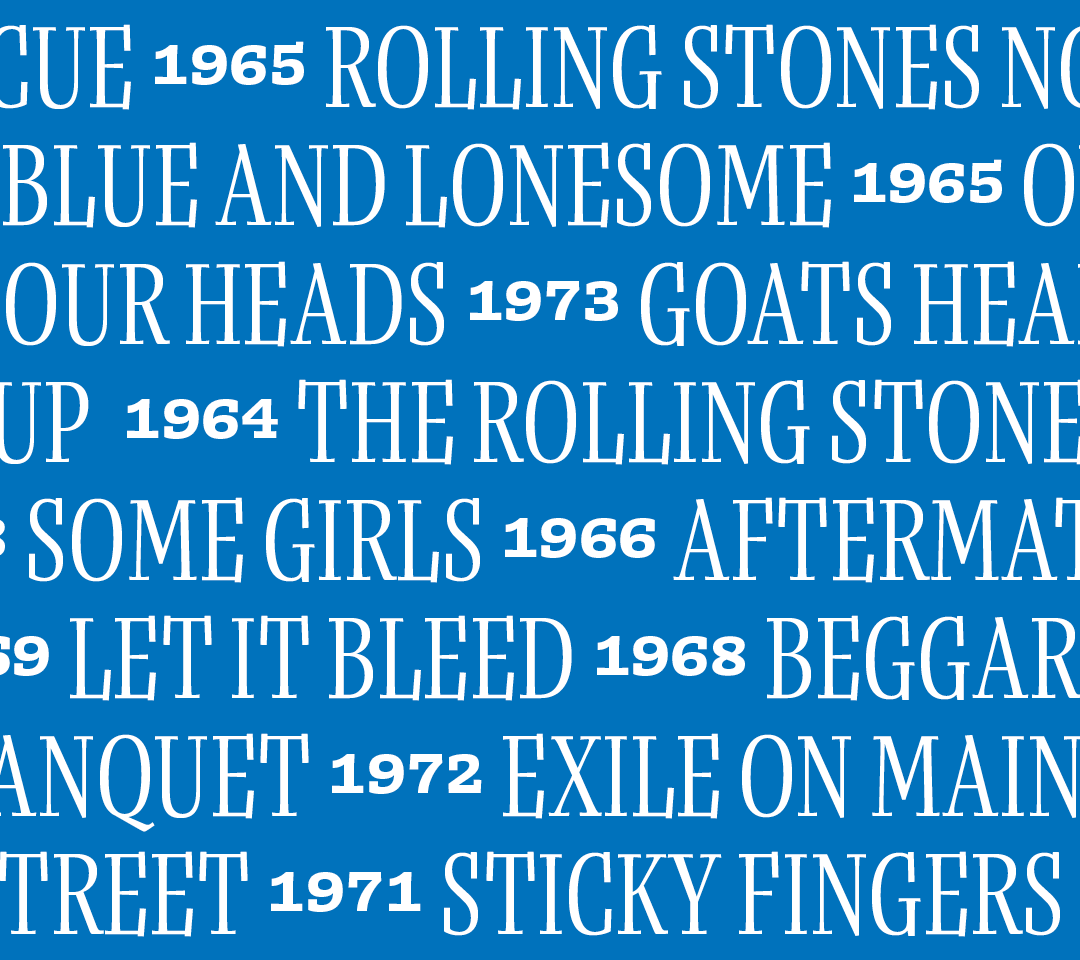 CUE 1965 ROLLING STONES NO
BLUE AND LONESOME 1965 O
OUR HEADS 1973 GOATS HEA
UP 1964 THE ROLLING STONE
SOME GIRLS 1966 AFTERMAT
69 LET IT BLEED 1968 BEGGAR
ANQUET 1972 EXILE ON MAIN
TREET 1971 STICKY FINGERS